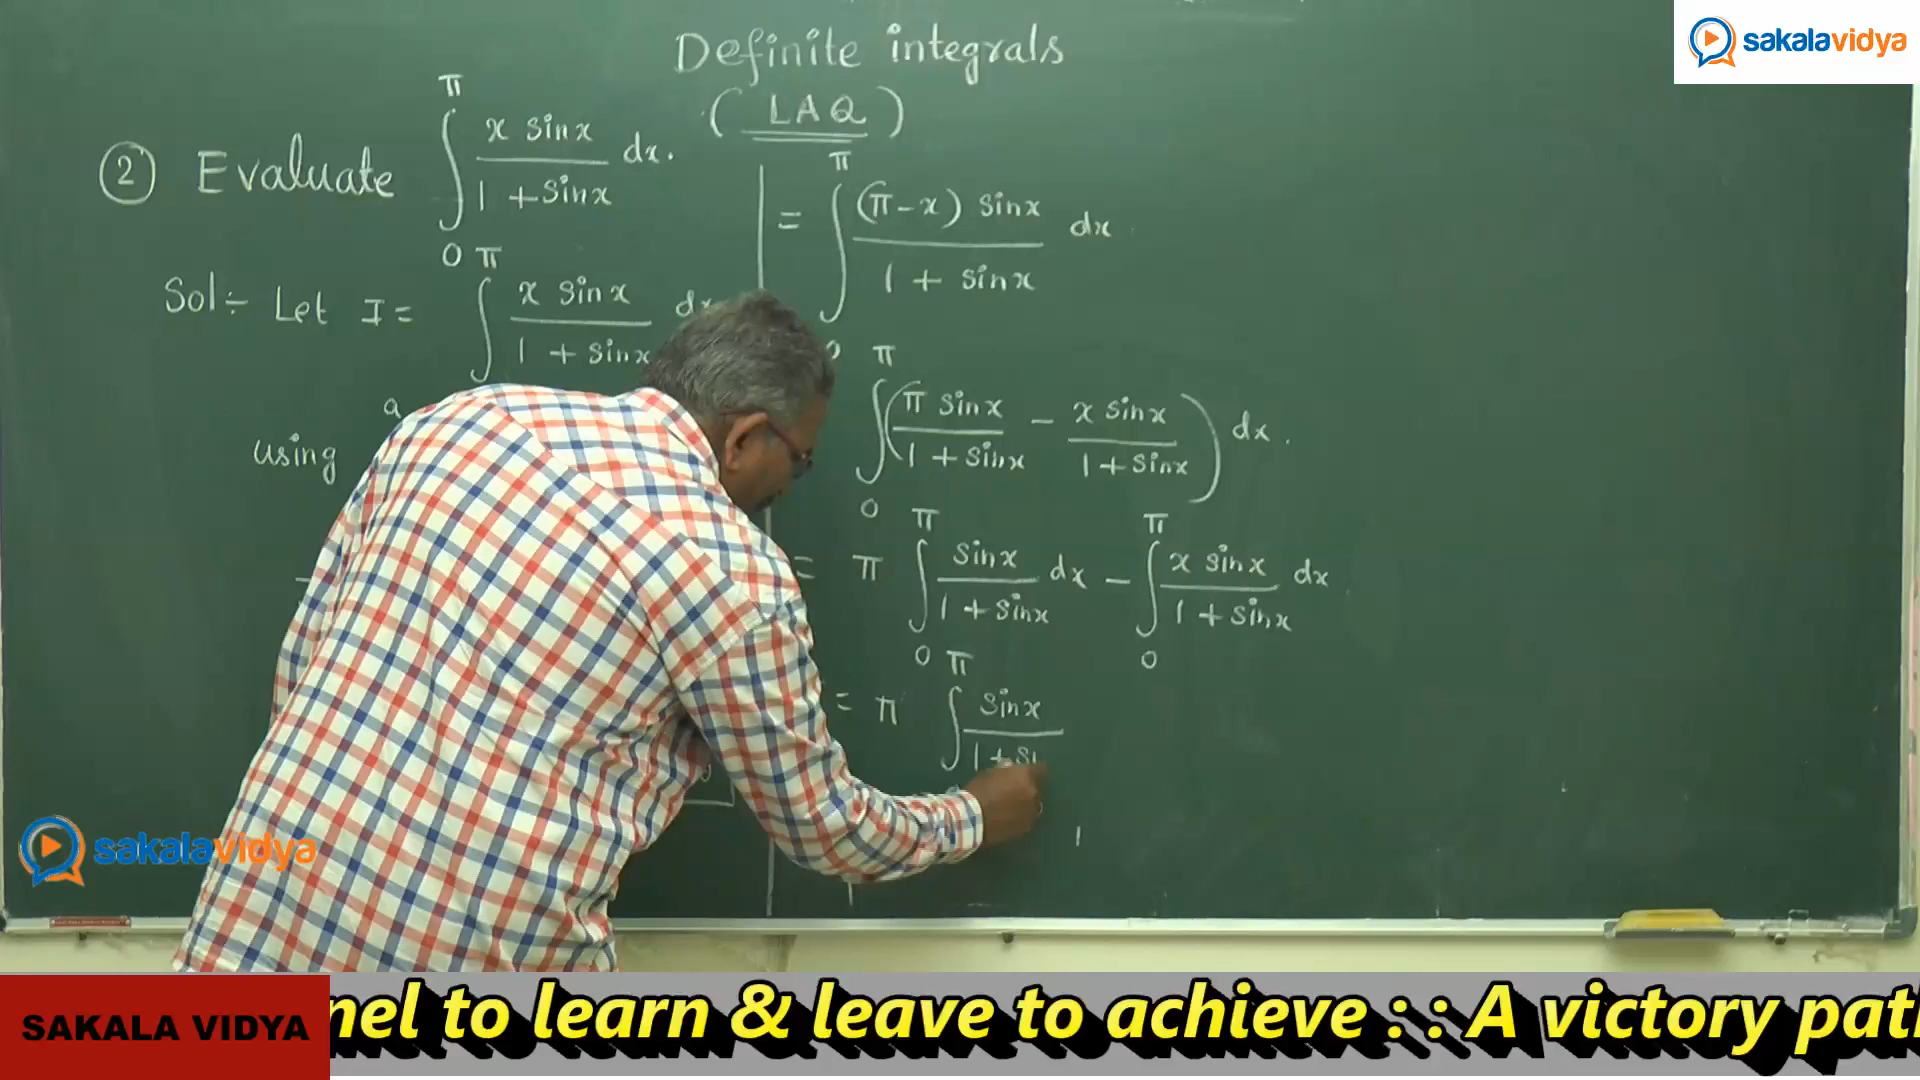 sakalavidya
Definite integrals
( LAQ )
② Evaluate ∫₀^π x sinx / 1 + sinx dx.
Sol÷ Let I = ∫ π x sinx / 1 + sinx
a
using
= ∫₀^π (π - x) sinx / 1 + sinx dx
∫₀^π ( π sinx / 1 + sinx - x sinx / 1 + sinx ) dx.
= π ∫₀^π sinx / 1 + sinx dx - ∫₀^π x sinx / 1 + sinx dx
= π ∫ π sinx / 1 + si
sakalavidya
SAKALA VIDYA
nel to learn & leave to achieve : : A victory pat